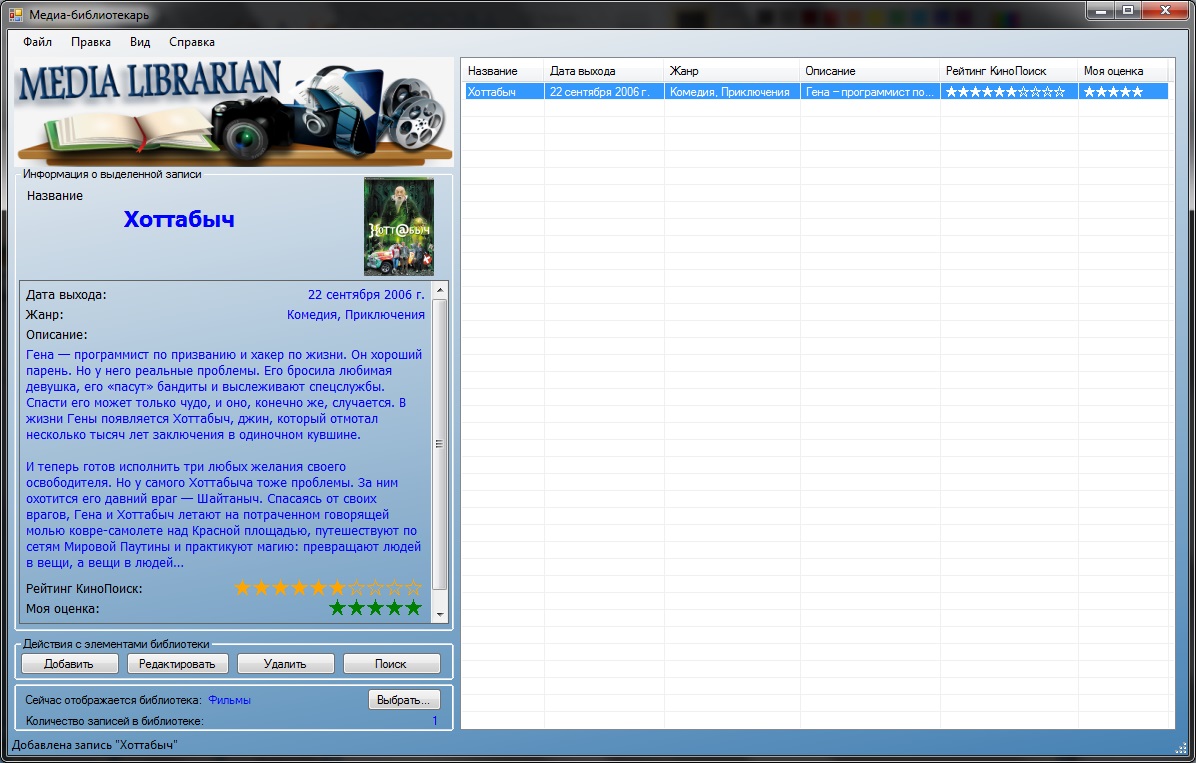 Медиа-библиотекарь
Файл Правка Вид Справка
MEDIA LIBRARIAN
Информация о выделенной записи
Название
Хоттабыч
Хотт@быч
Дата выхода: 22 сентября 2006 г.
Жанр: Комедия, Приключения
Описание:
Гена — программист по призванию и хакер по жизни. Он хороший
парень. Но у него реальные проблемы. Его бросила любимая
девушка, его «пасут» бандиты и выслеживают спецслужбы.
Спасти его может только чудо, и оно, конечно же, случается. В
жизни Гены появляется Хоттабыч, джин, который отмотал
несколько тысяч лет заключения в одиночном кувшине.
И теперь готов исполнить три любых желания своего
освободителя. Но у самого Хоттабыча тоже проблемы. За ним
охотится его давний враг — Шайтаныч. Спасаясь от своих
врагов, Гена и Хоттабыч летают на потраченном говорящей
молью ковре-самолете над Красной площадью, путешествуют по
сетям Мировой Паутины и практикуют магию: превращают людей
в вещи, а вещи в людей...
Рейтинг КиноПоиск: ★★★★★★☆☆☆☆
Моя оценка: ★★★★★
Действия с элементами библиотеки
Добавить Редактировать Удалить Поиск
Сейчас отображается библиотека: Фильмы Выбрать...
Количество записей в библиотеке: 1
Добавлена запись "Хоттабыч"
Название Дата выхода Жанр Описание Рейтинг КиноПоиск Моя оценка
Хоттабыч 22 сентября 2006 г. Комедия, Приключения Гена – программист по... ★★★★★★☆☆☆☆ ★★★★★